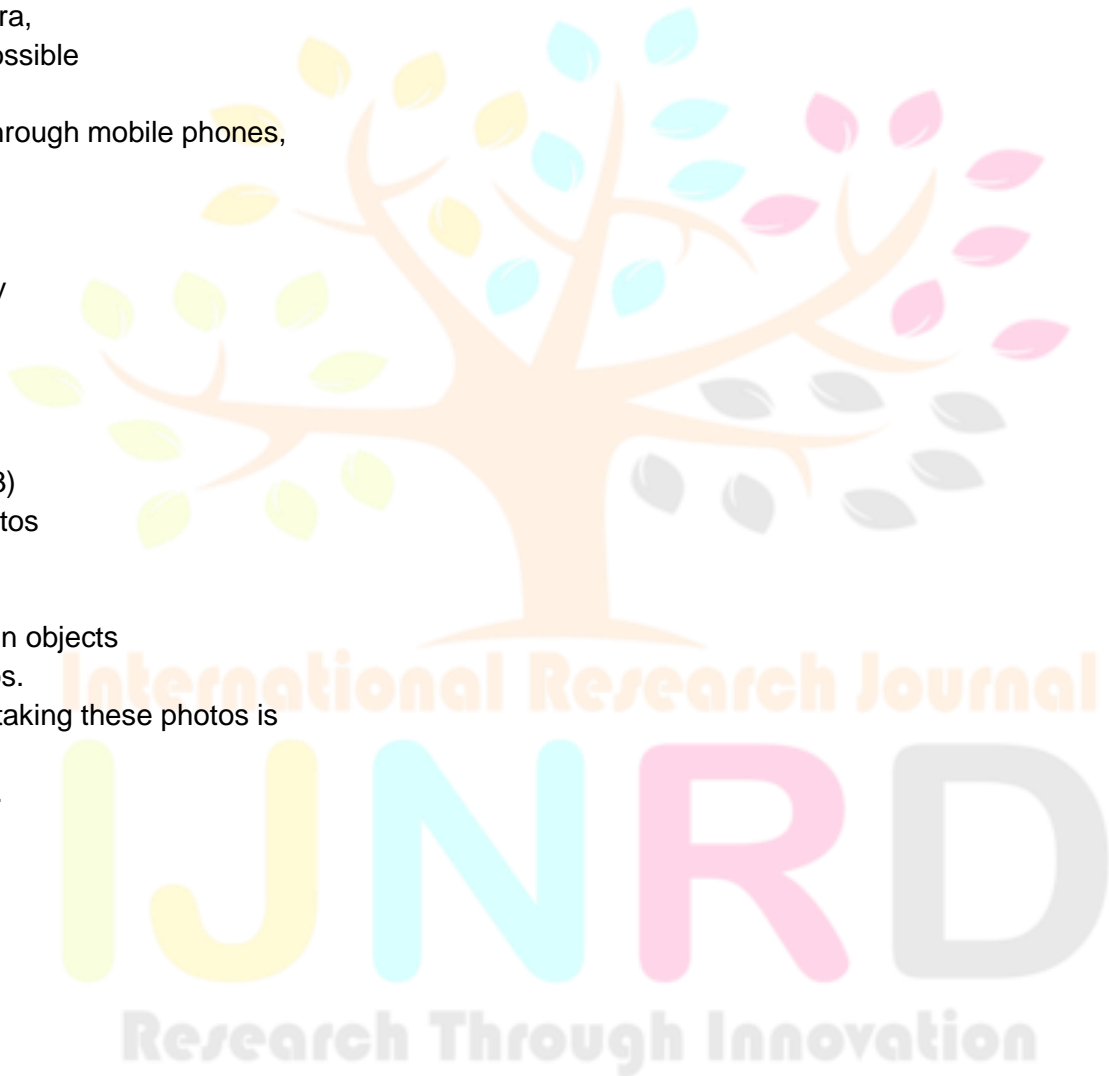 ra,
ossible
hrough mobile phones,
y
3)
tos
n objects
os.
taking these photos is
.
International Research Journal
IJNRD
Research Through Innovation